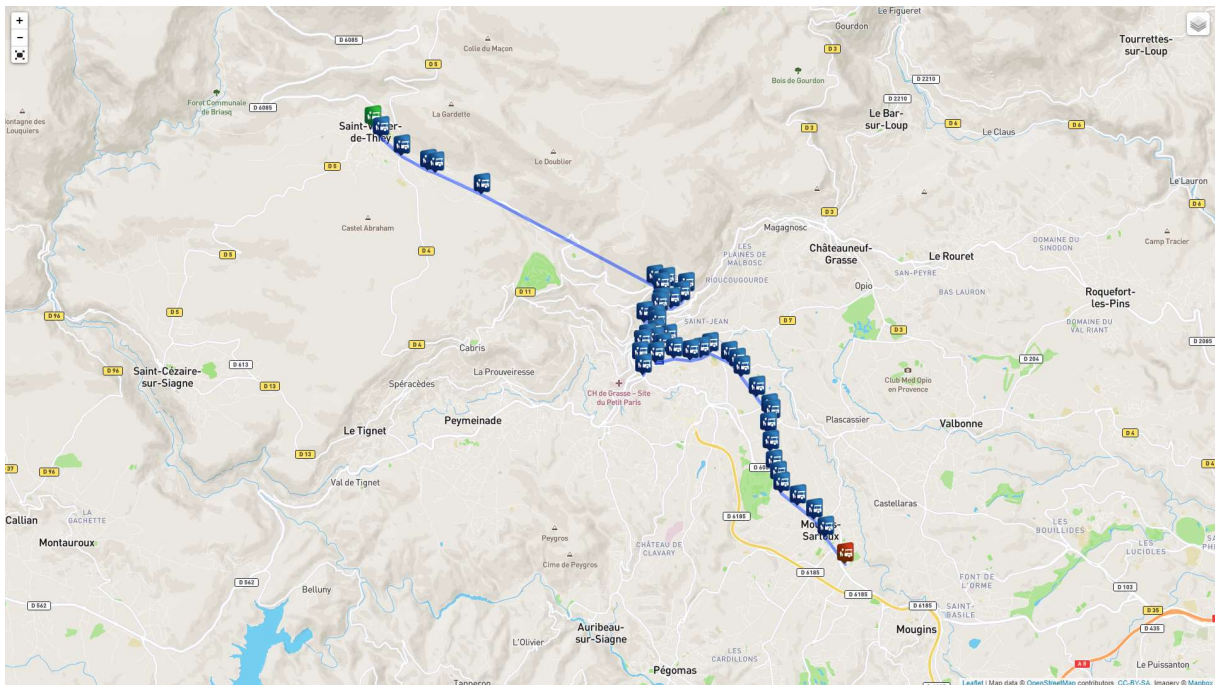 +
−
Le Figueret
Gourdon
D 6085
Colle du Maçon
D 3
Tourrettes-
sur-Loup
D 5
Bois de Gourdon
D 2210
Foret Communale
de Briasq
D 6085
La Gardette
D 2210
Le Bar-
sur-Loup
ontagne des
Louquiers
de-Thiey
D 3
D 4
Le Claus
D 6
D 5
Le Doublier
Le Lauron
D 3
D 6
Castel Abraham
Magagnosc
Camp Tracier
D 5
D 4
LES
PLAINES DE
MALBOSC
Châteauneuf-
Grasse
Le Rouret
DOMAINE DU
SINODON
RIOUCOUGOURDE
SAN-PEYRE
D 11
Opio
BAS LAURON
Roquefort-
les-Pins
D 96
D 5
SAINT-JEAN
D 7
D 3
DOMAINE DU
VAL RIANT
D 4
Cabris
D 2085
D 204
D 96
Saint-Cézaire-
sur-Siagne
D 613
La Prouveiresse
D 13
Spéracèdes
CH de Grasse – Site
du Petit Paris
Club Med Opio
en Provence
Peymeinade
Plascassier
Valbonne
Le Tignet
D 4
D 13
D 96
Val de Tignet
Castellaras
Callian
LA
GACHETTE
D 6185
LES
BOUILLIDES
Montauroux
Peygros
CHÂTEAU DE
CLAVARY
Sartoux
LES
LUCIOLES
Cime de Peygros
D 6185
D 562
Belluny
FONT DE
L'ORME
D 103
D 6185
D 562
D 6185
SAINT-
BASILE
D 35
Auribeau-
sur-Siagne
Mougins
D 435
L'Olivier
LES
CARDILLONS
A 8
Le Puissanton
Pégomas
Tanneron
Leaflet | Map data © OpenStreetMap contributors, CC-BY-SA, Imagery © Mapbox